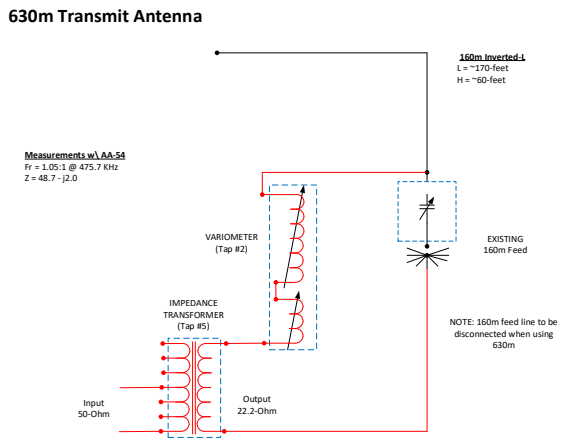 630m Transmit Antenna
160m Inverted-L
L = ~170-feet
H = ~60-feet
Measurements w\ AA-54
Fr = 1.05:1 @ 475.7 KHz
Z = 48.7 - j2.0
VARIOMETER
(Tap #2)
EXISTING
160m Feed
IMPEDANCE
TRANSFORMER
(Tap #5)
NOTE: 160m feed line to be
disconnected when using
630m
Input
50-Ohm
Output
22.2-Ohm